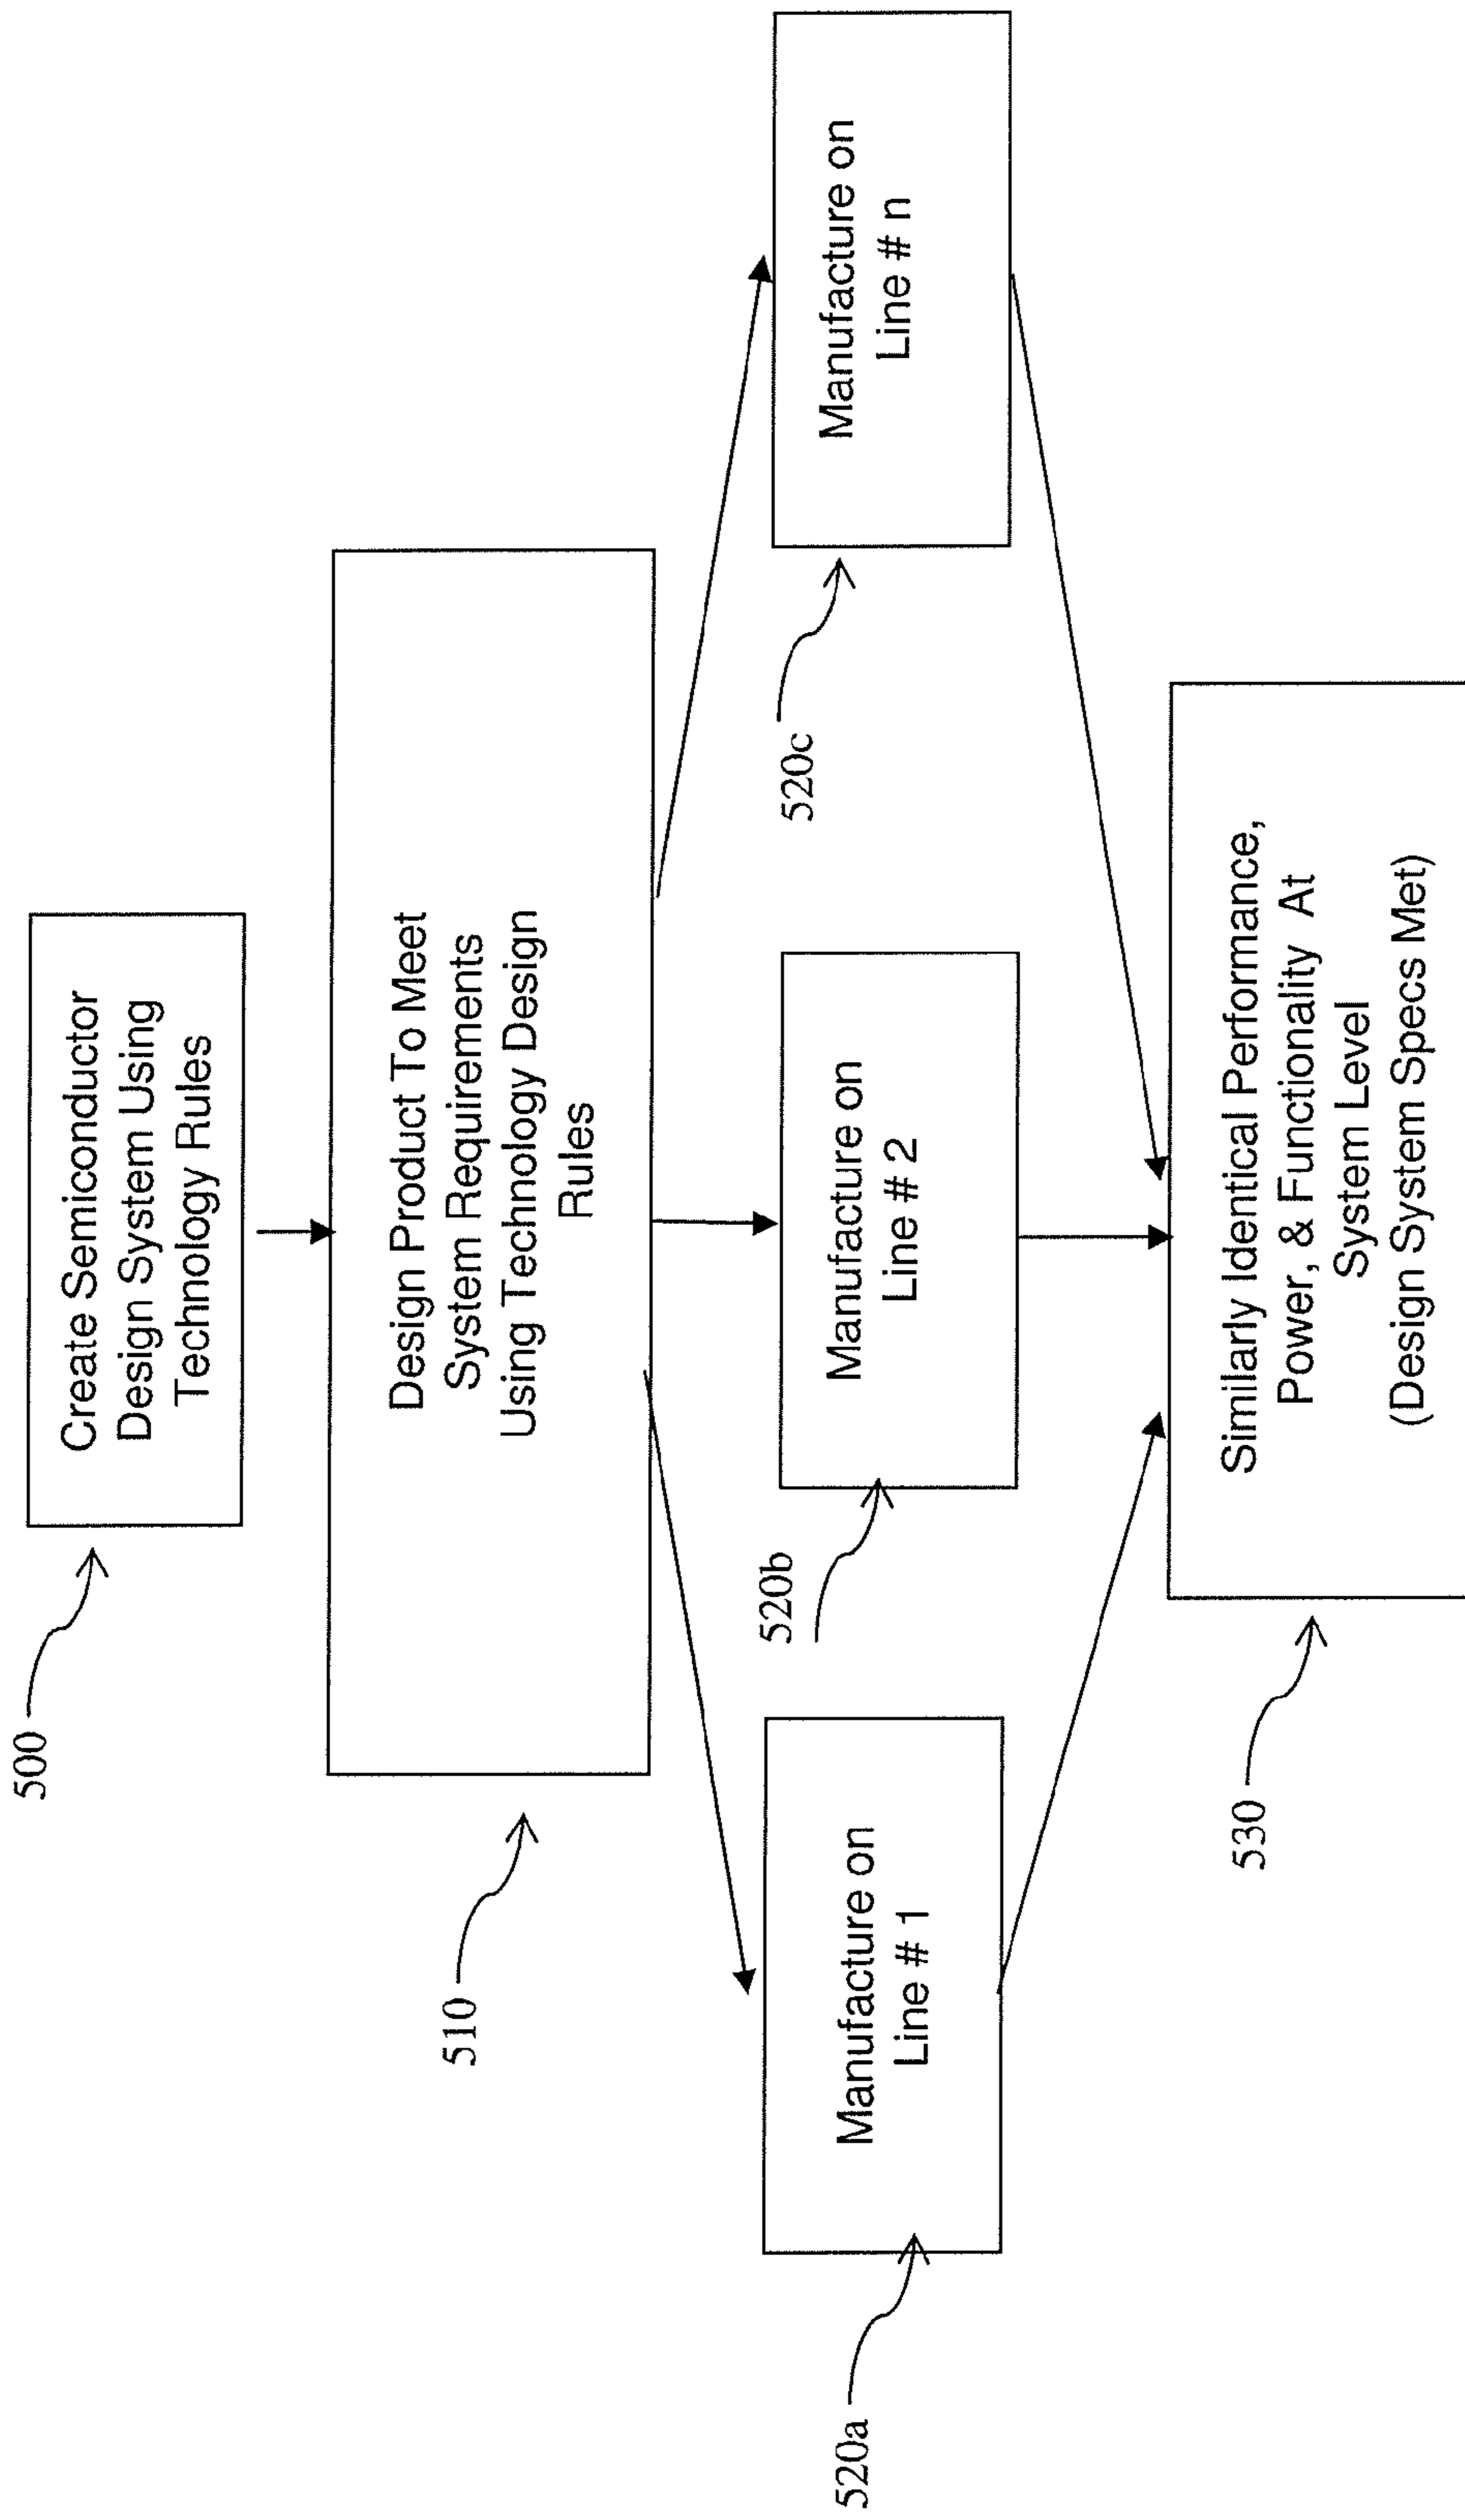 500
Create Semiconductor
Design System Using
Technology Rules
510
Design Product To Meet
System Requirements
Using Technology Design
Rules
520a
Manufacture on
Line # 1
520b
Manufacture on
Line # 2
520c
Manufacture on
Line # n
530
Similarly Identical Performance,
Power, & Functionality At
System Level
(Design System Specs Met)